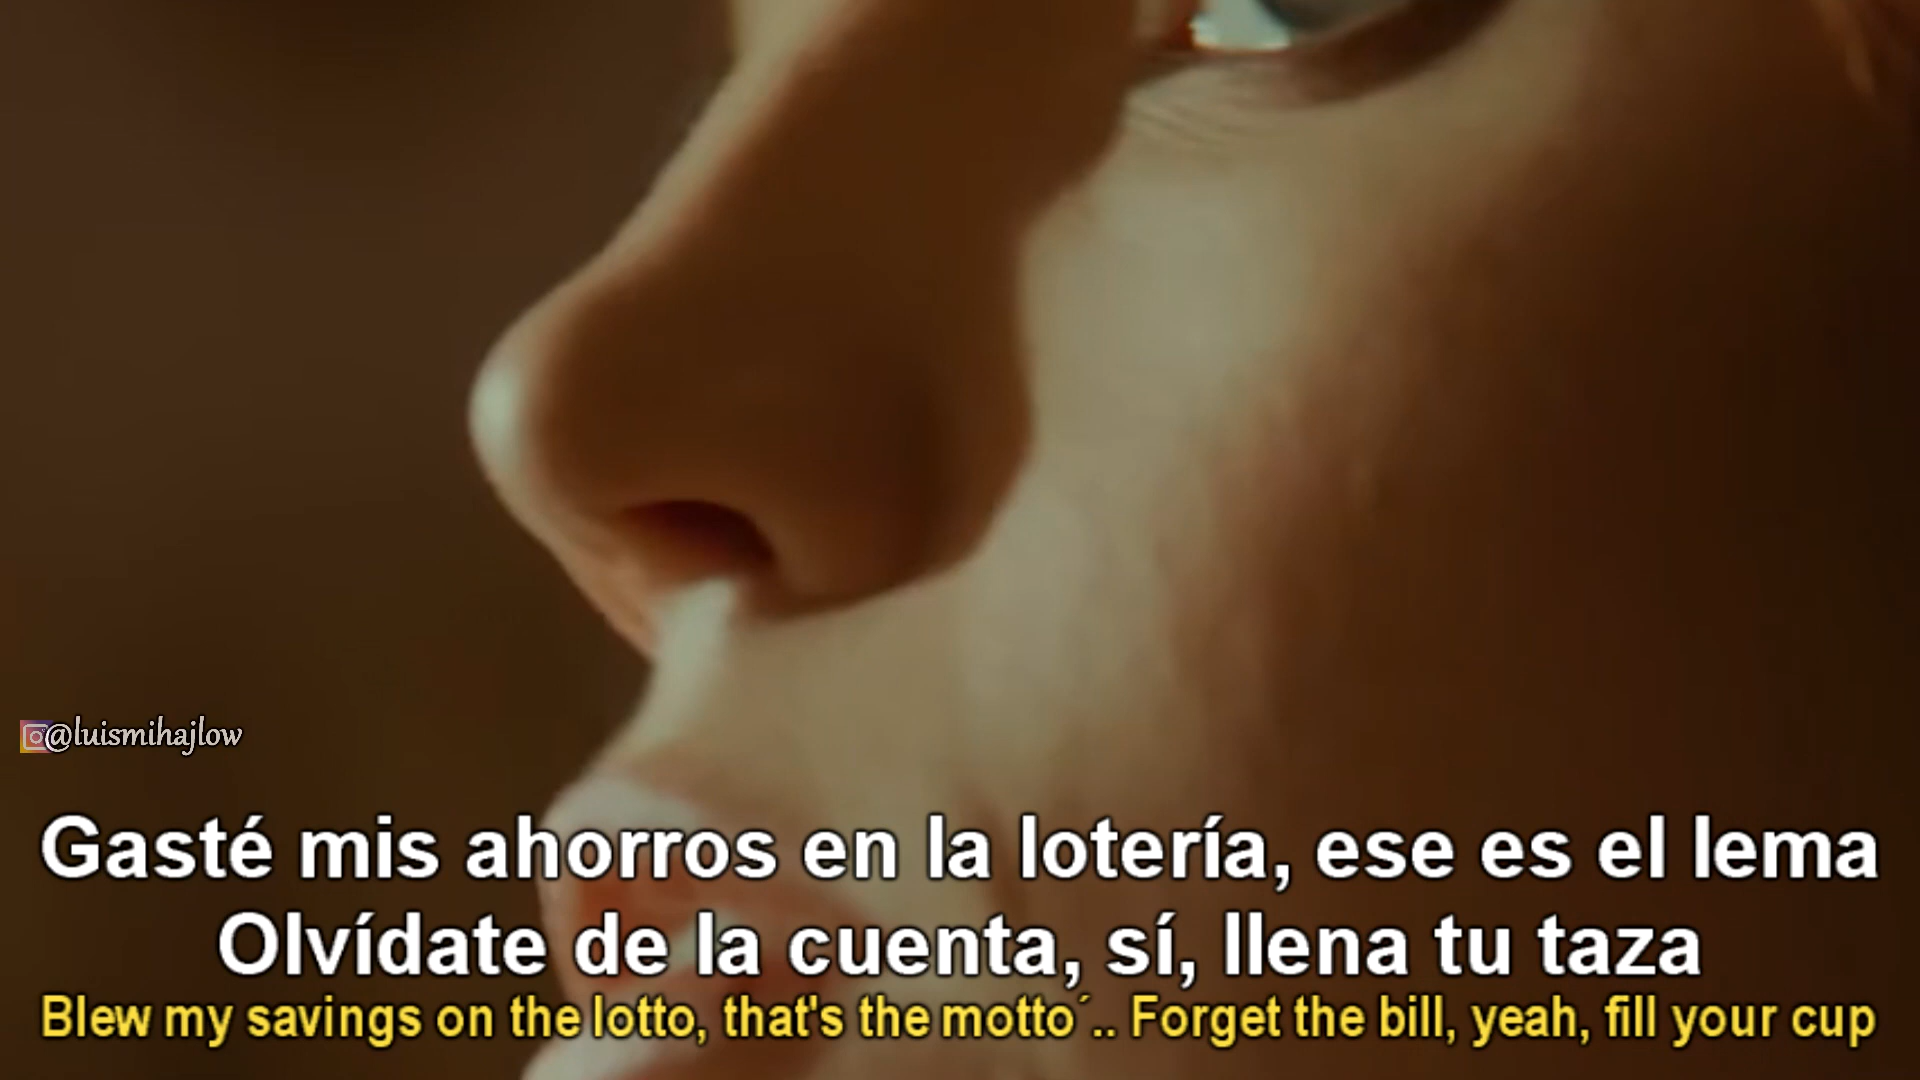 @luismihajlow
Gasté mis ahorros en la lotería, ese es el lema
Olvídate de la cuenta, sí, llena tu taza
Blew my savings on the lotto, that's the motto´.. Forget the bill, yeah, fill your cup